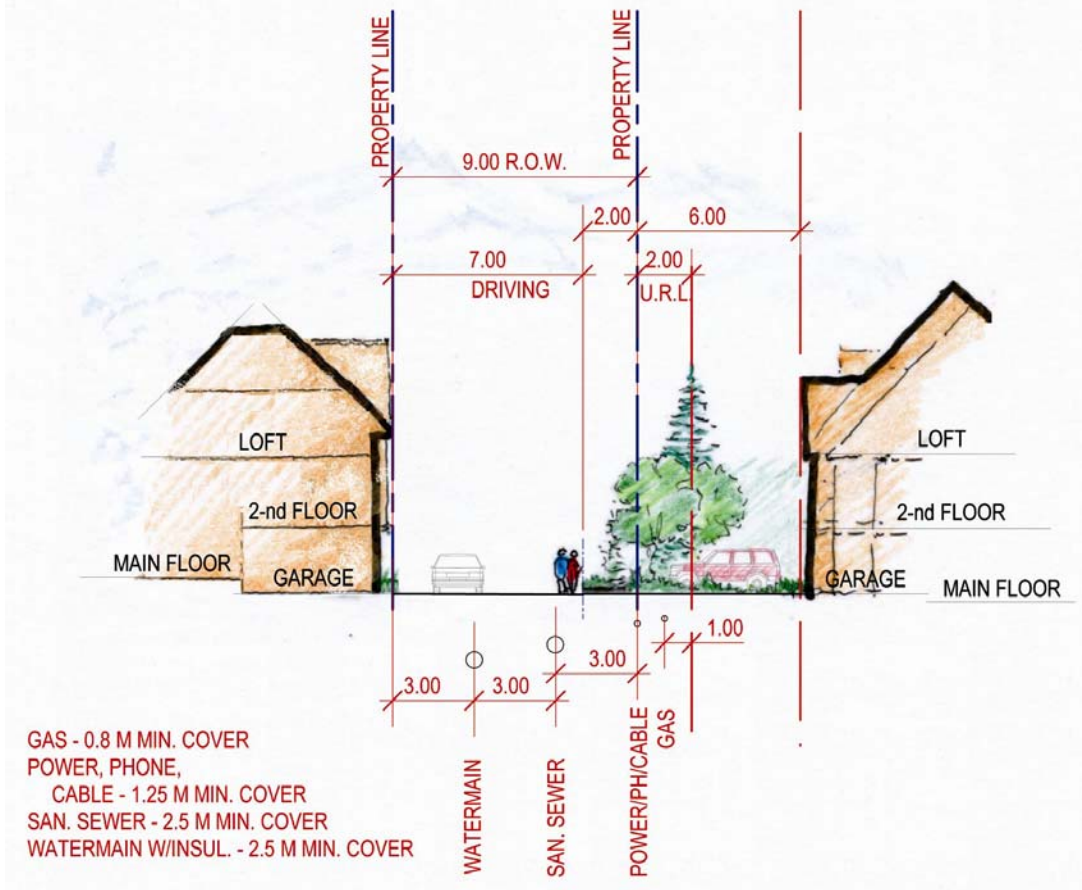 PROPERTY LINE
PROPERTY LINE
9.00 R.O.W.
2.00
6.00
7.00
2.00
DRIVING
U.R.L.
LOFT
LOFT
2-nd FLOOR
2-nd FLOOR
MAIN FLOOR
GARAGE
GARAGE
MAIN FLOOR
1.00
3.00
3.00
3.00
GAS
POWER/PH/CABLE
SAN. SEWER
WATERMAIN
GAS - 0.8 M MIN. COVER
POWER, PHONE,
CABLE - 1.25 M MIN. COVER
SAN. SEWER - 2.5 M MIN. COVER
WATERMAIN W/INSUL. - 2.5 M MIN. COVER